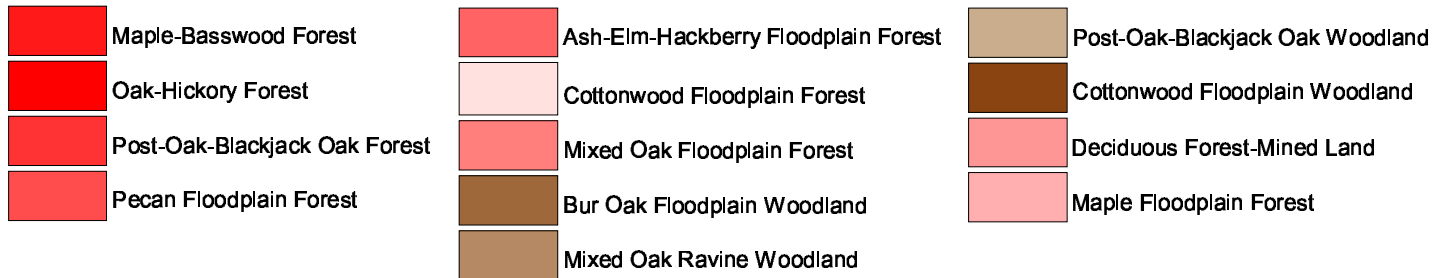 Maple-Basswood Forest
Oak-Hickory Forest
Post-Oak-Blackjack Oak Forest
Pecan Floodplain Forest
Ash-Elm-Hackberry Floodplain Forest
Cottonwood Floodplain Forest
Mixed Oak Floodplain Forest
Bur Oak Floodplain Woodland
Mixed Oak Ravine Woodland
Post-Oak-Blackjack Oak Woodland
Cottonwood Floodplain Woodland
Deciduous Forest-Mined Land
Maple Floodplain Forest